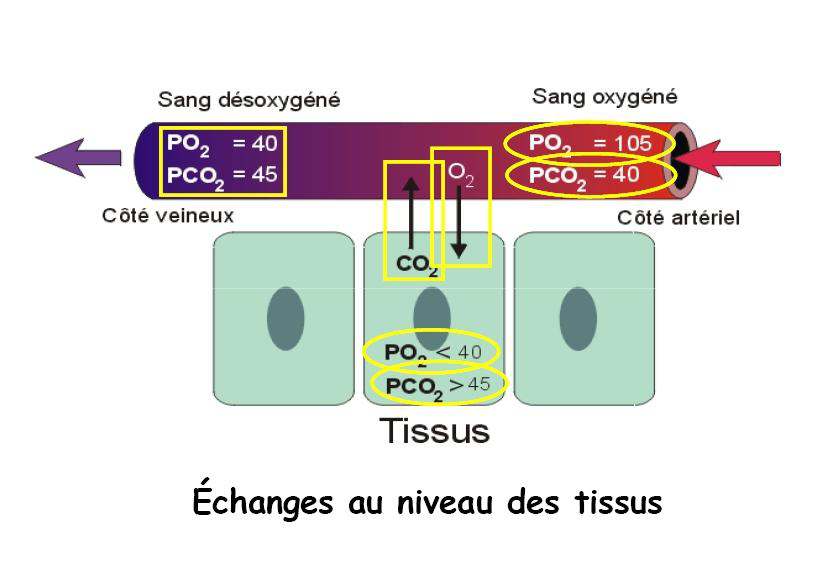 Sang désoxygéné
Sang oxygéné
PO2 = 40
PCO2 = 45
O2
PO2 = 105
PCO2 = 40
Côté veineux
Côté artériel
CO2
PO2 < 40
PCO2 > 45
Tissus
Échanges au niveau des tissus